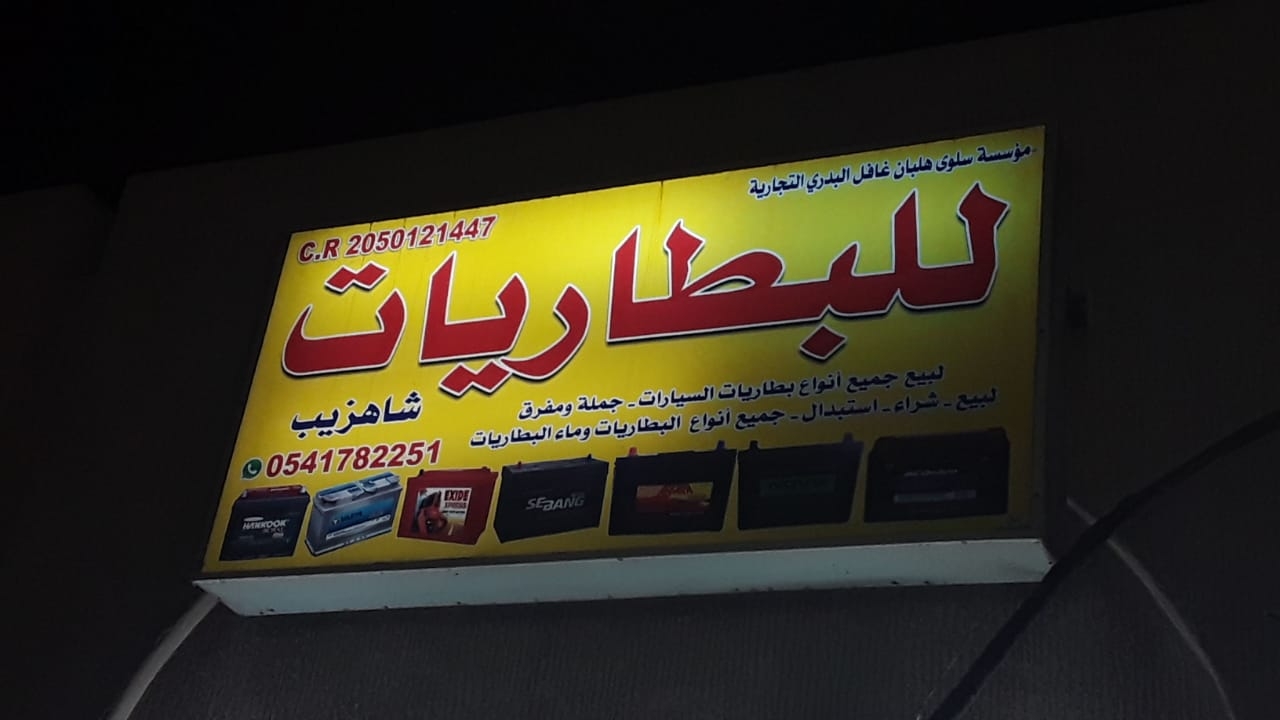 مؤسسة سلوى هلبان غافل البدري التجارية
C.R 2050121447
للبطاريات
لبيع جميع أنواع بطاريات السيارات - جملة ومفرق
لبيع - شراء - استبدال - جميع أنواع البطاريات وماء البطاريات
شاهزيب
0541782251
HANKOOK
EXIDE
SEBANG